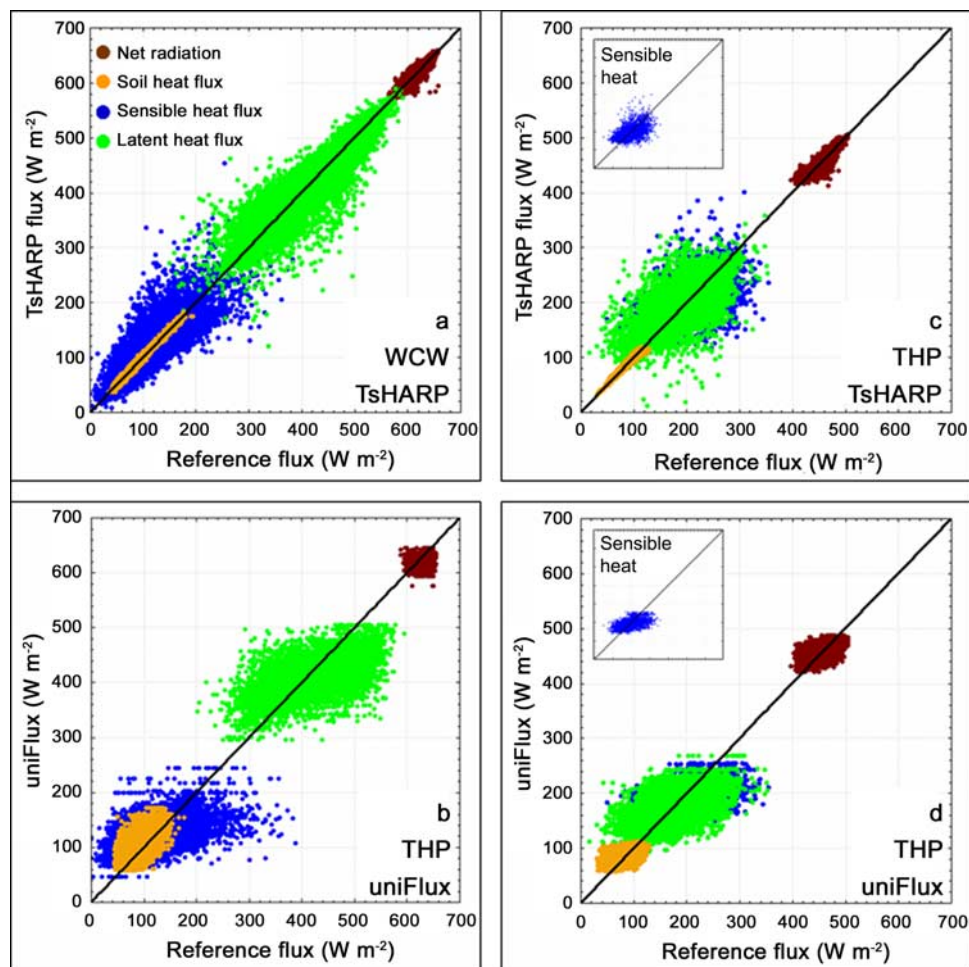 700
600
500
400
300
200
100
0
TsHARP flux (W m-2)
Net radiation
Soil heat flux
Sensible heat flux
Latent heat flux
a
WCW
TsHARP
0 100 200 300 400 500 600 700
Reference flux (W m-2)
700
600
500
400
300
200
100
0
TsHARP flux (W m-2)
Sensible
heat
c
THP
TsHARP
0 100 200 300 400 500 600 700
Reference flux (W m-2)
700
600
500
400
300
200
100
0
uniFlux (W m-2)
b
THP
uniFlux
0 100 200 300 400 500 600 700
Reference flux (W m-2)
700
600
500
400
300
200
100
0
uniFlux (W m-2)
Sensible
heat
d
THP
uniFlux
0 100 200 300 400 500 600 700
Reference flux (W m-2)